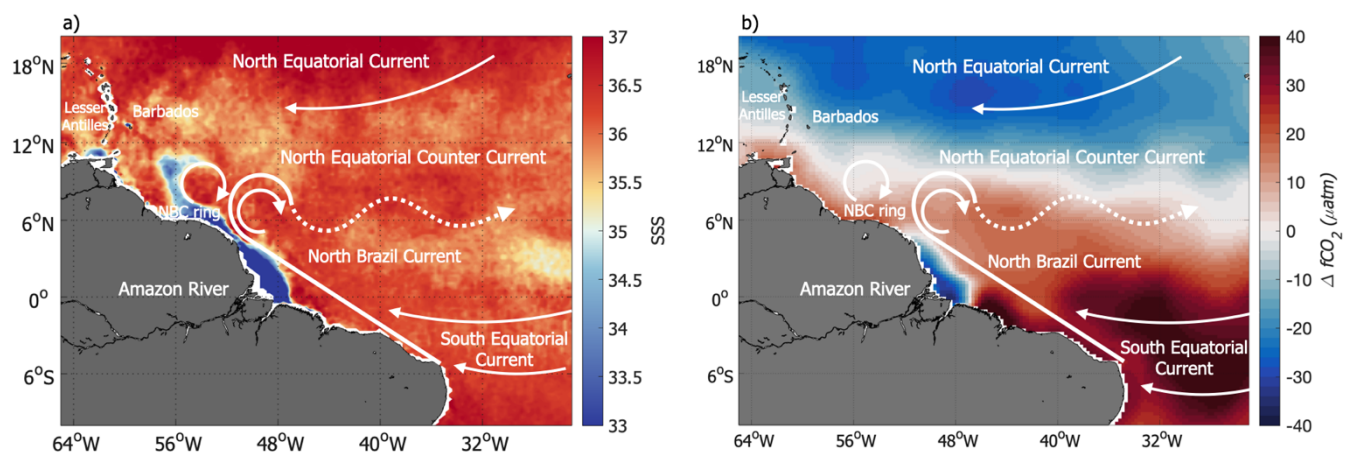 a)
18°N
12°N
6°N
0°
6°S
64°W
56°W
48°W
40°W
32°W
North Equatorial Current
Lesser
Antilles
Barbados
North Equatorial Counter Current
NBC ring
North Brazil Current
Amazon River
South Equatorial
Current
37
36.5
36
35.5
35
34.5
34
33.5
33
SSS
b)
18°N
12°N
6°N
0°
6°S
64°W
56°W
48°W
40°W
32°W
North Equatorial Current
Lesser
Antilles
Barbados
North Equatorial Counter Current
NBC ring
North Brazil Current
Amazon River
South Equatorial
Current
40
30
20
10
0
-10
-20
-30
-40
Δ fCO₂ (μatm)